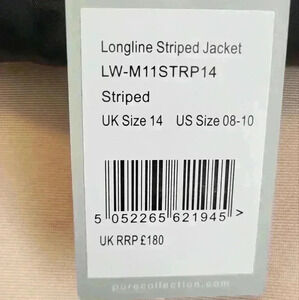 Longline Striped Jacket
LW-M11STRP14
Striped
UK Size 14 US Size 08-10
5 052265 621945 >
UK RRP £180
purecollection.com